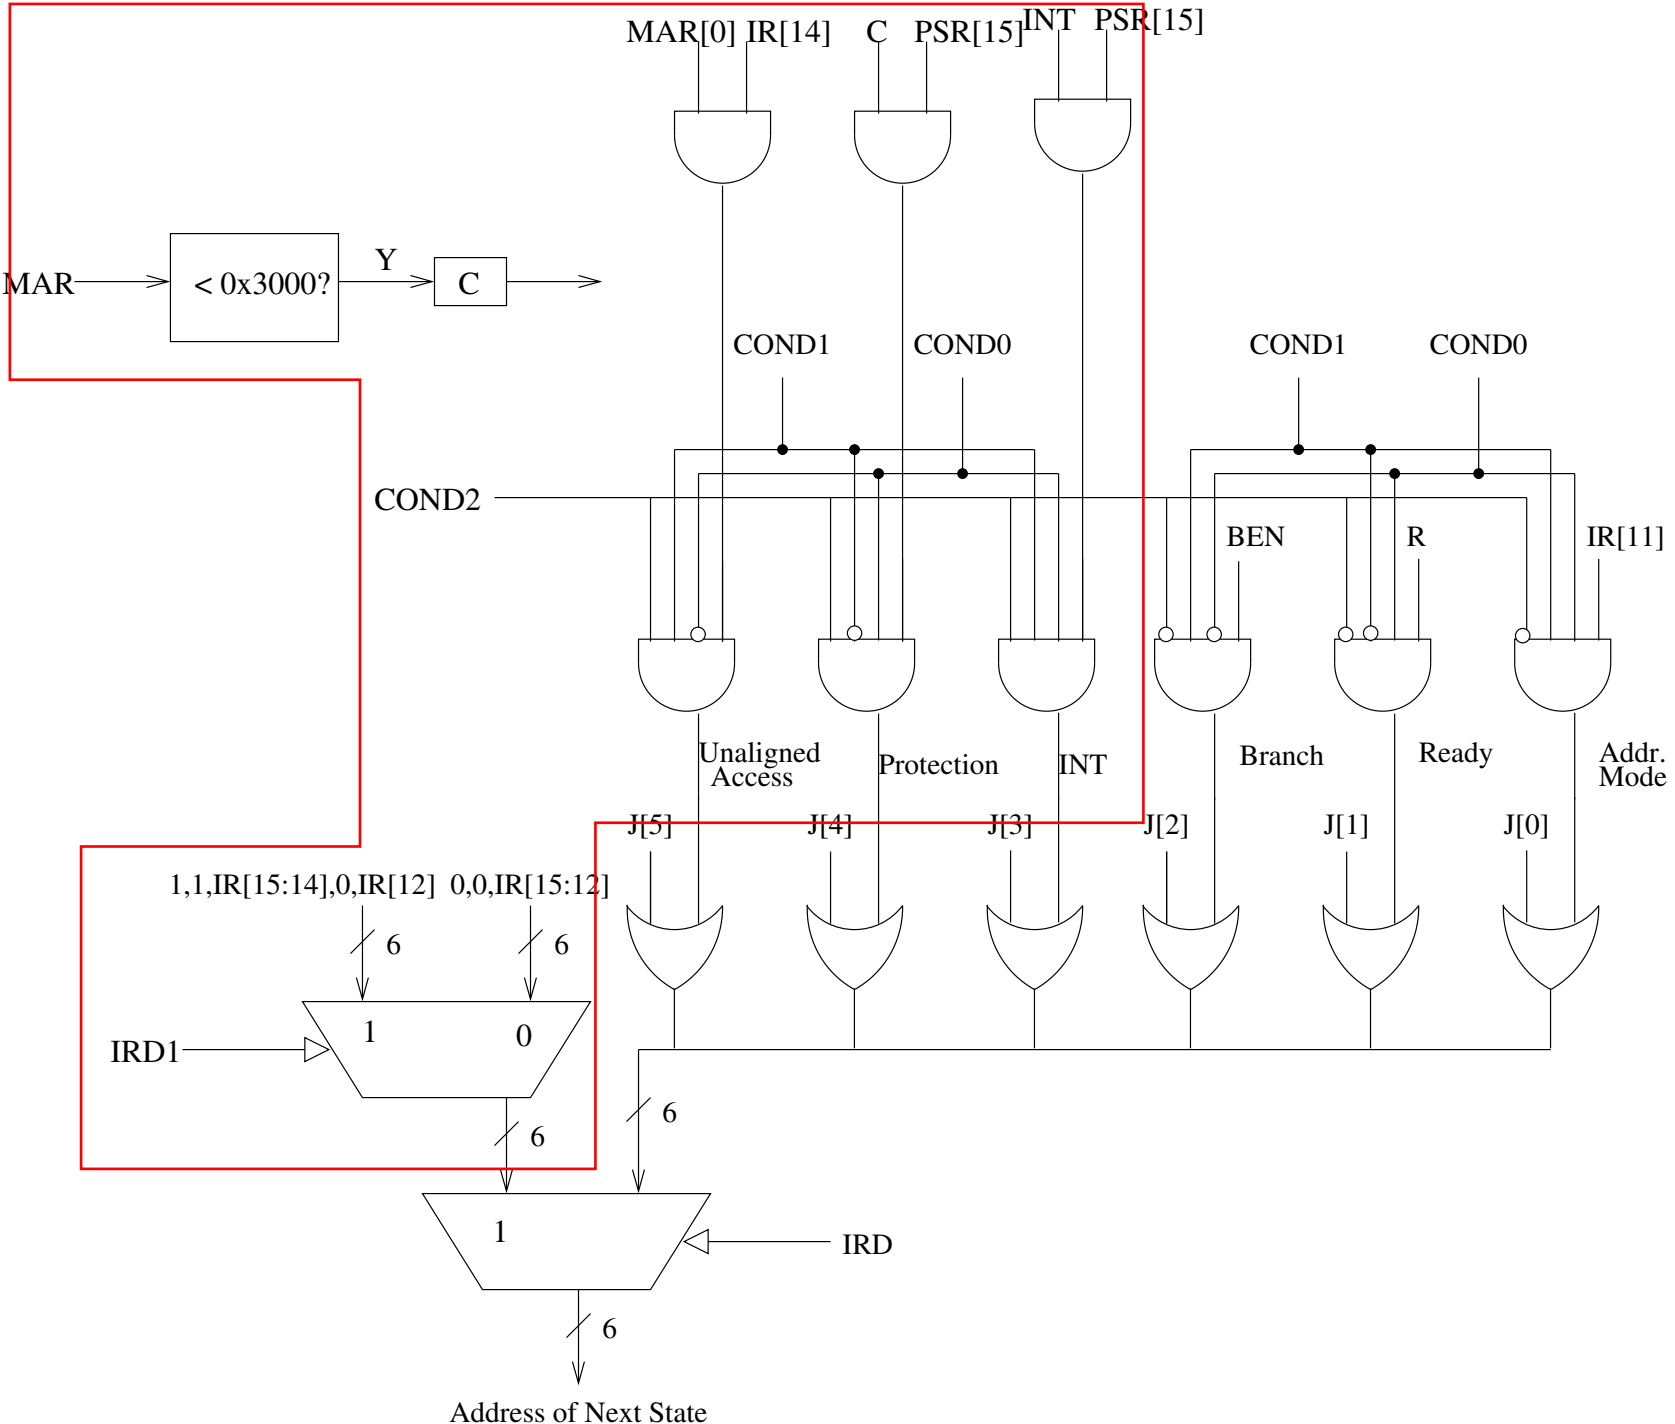 MAR[0] IR[14] C PSR[15] INT PSR[15]
MAR < 0x3000? Y C
COND1 COND0 COND1 COND0
COND2
BEN R IR[11]
Unaligned
Access
Protection
INT
Branch
Ready
Addr.
Mode
J[5] J[4] J[3] J[2] J[1] J[0]
1,1,IR[15:14],0,IR[12] 0,0,IR[15:12]
6 6
1 0
IRD1
6 6
1
IRD
6
Address of Next State